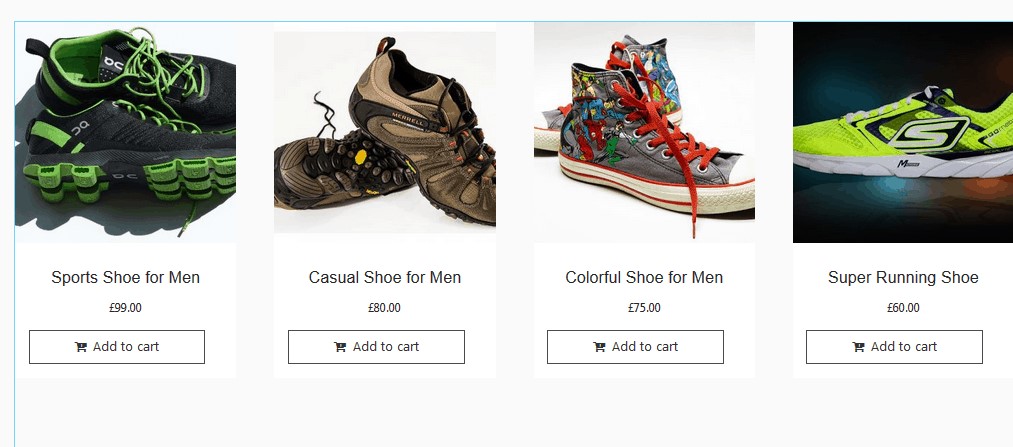 MERRELL
Sports Shoe for Men
£99.00
Add to cart
Casual Shoe for Men
£80.00
Add to cart
Colorful Shoe for Men
£75.00
Add to cart
Super Running Shoe
£60.00
Add to cart